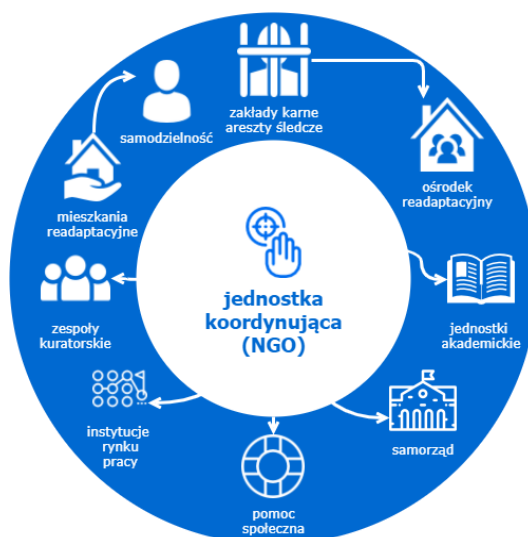 zakłady karne
areszty śledcze
ośrodek
readaptacyjny
jednostki
akademickie
samorząd
pomoc
społeczna
instytucje
rynku
pracy
zespoły
kuratorskie
mieszkania
readaptacyjne
samodzielność
jednostka
koordynująca
(NGO)